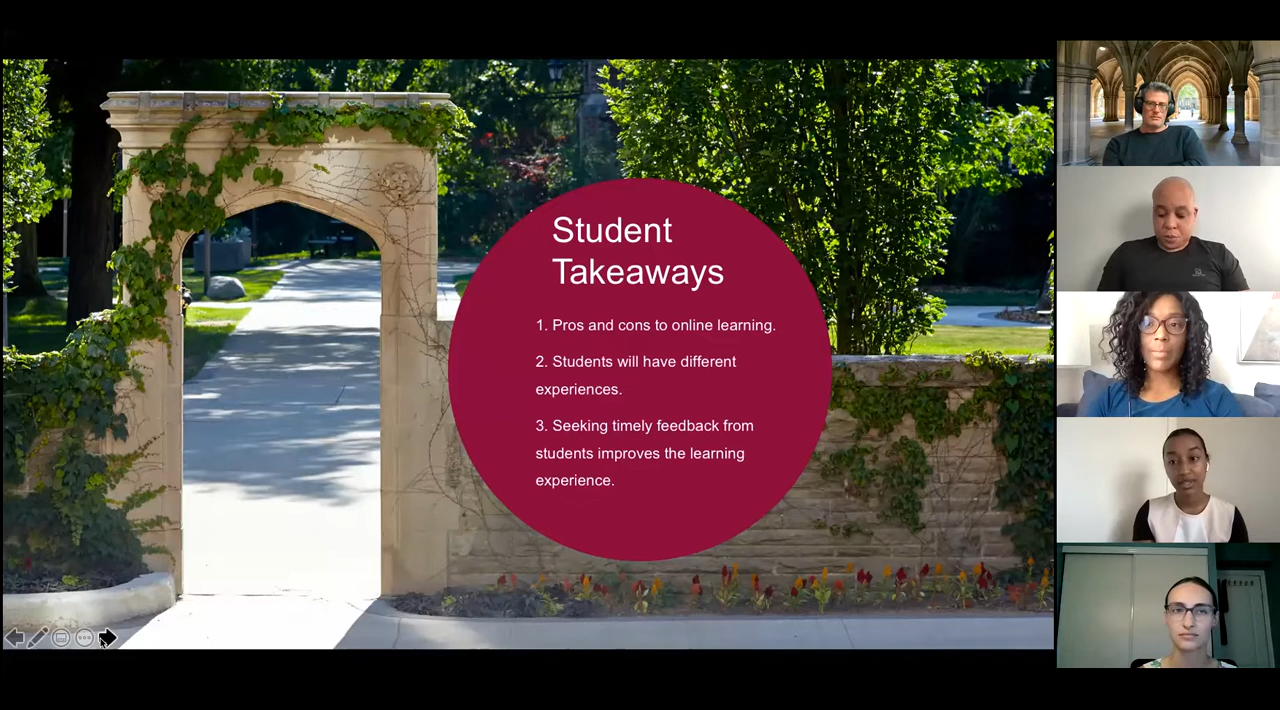 Student
Takeaways
1. Pros and cons to online learning.
2. Students will have different
experiences.
3. Seeking timely feedback from
students improves the learning
experience.